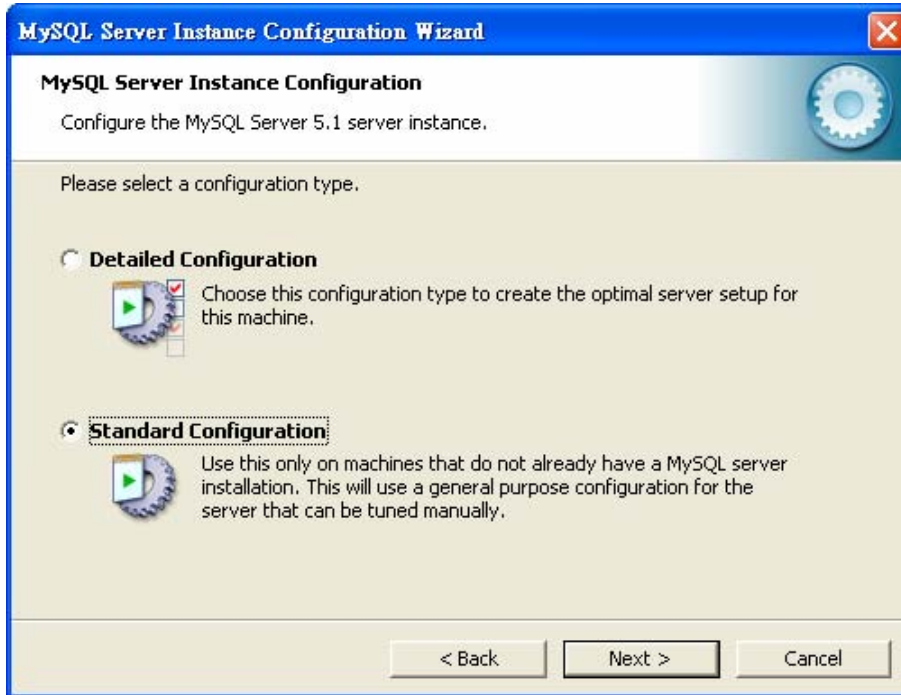 MySQL Server Instance Configuration Wizard
MySQL Server Instance Configuration
Configure the MySQL Server 5.1 server instance.
Please select a configuration type.
Detailed Configuration
Choose this configuration type to create the optimal server setup for
this machine.
Standard Configuration
Use this only on machines that do not already have a MySQL server
installation. This will use a general purpose configuration for the
server that can be tuned manually.
< Back Next > Cancel